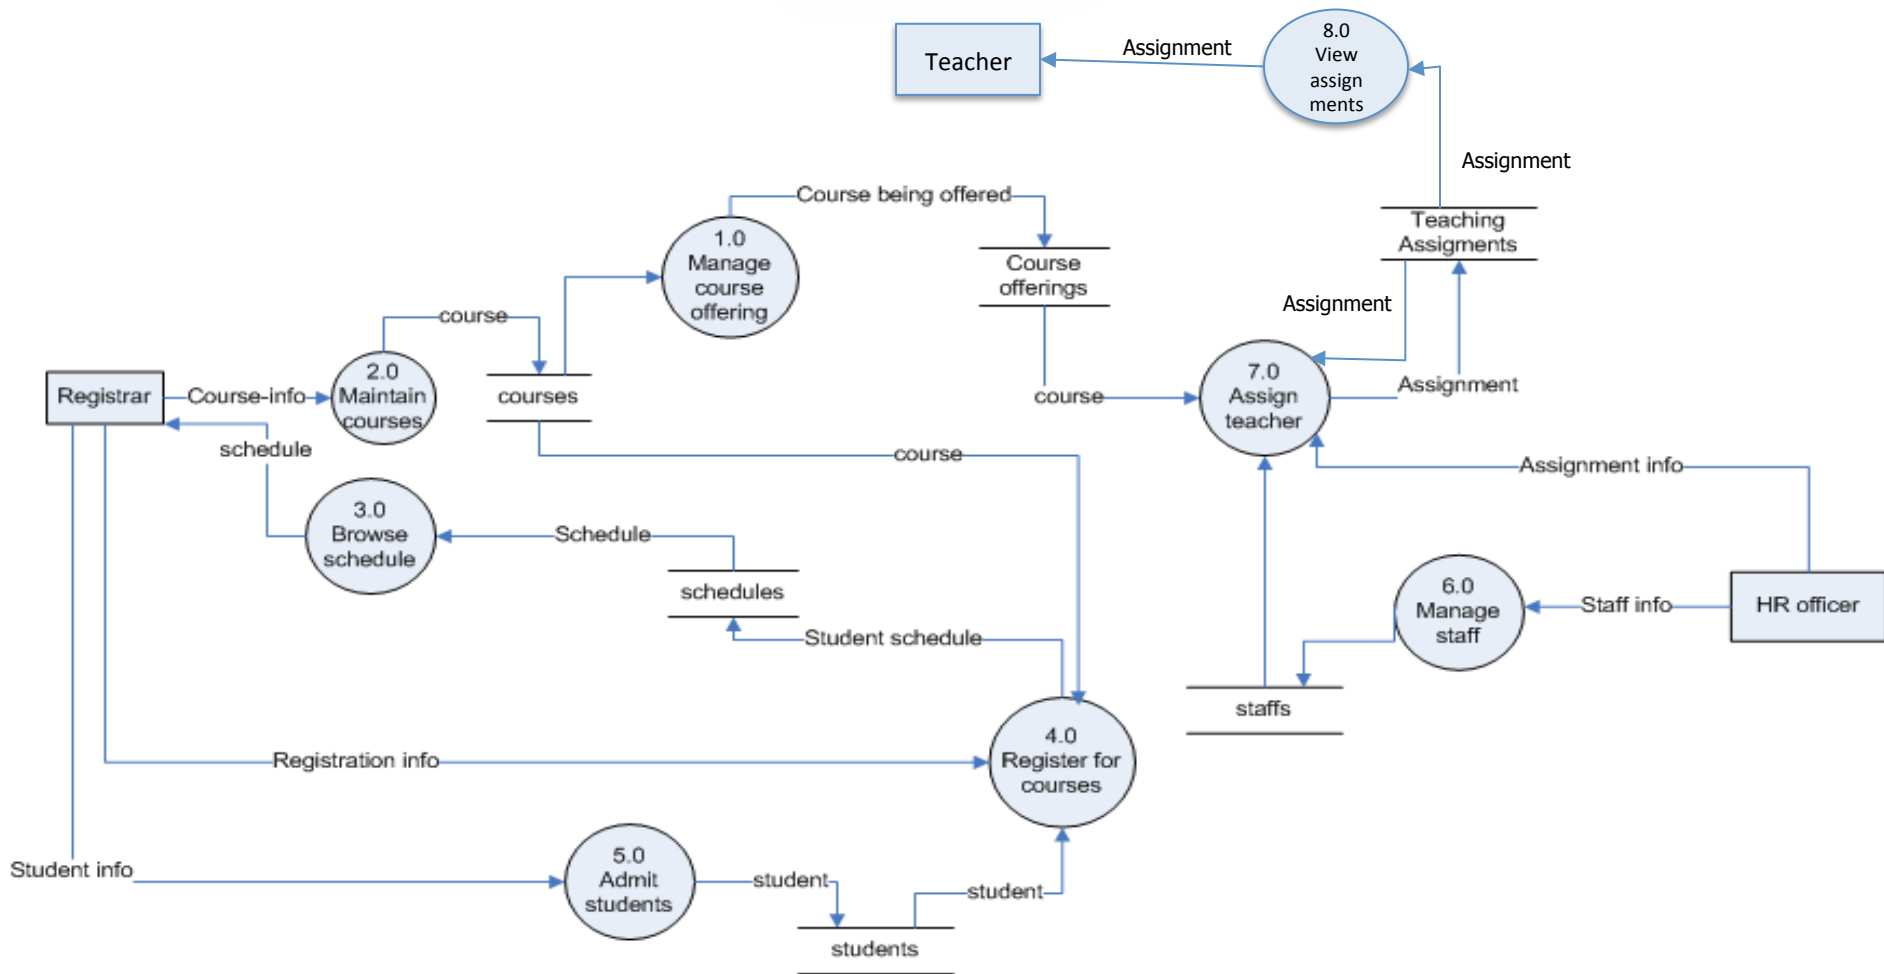 8.0
View
assign
ments
Assignment
Teacher
Assignment
Course being offered
Teaching
Assigments
1.0
Manage
course
offering
Course
offerings
Assignment
course
2.0
Maintain
courses
7.0
Assign
teacher
Registrar
Course-info
courses
course
Assignment
schedule
course
Assignment info
3.0
Browse
schedule
Schedule
schedules
6.0
Manage
staff
Staff info
HR officer
Student schedule
staffs
4.0
Register for
courses
Registration info
Student info
5.0
Admit
students
student
student
students